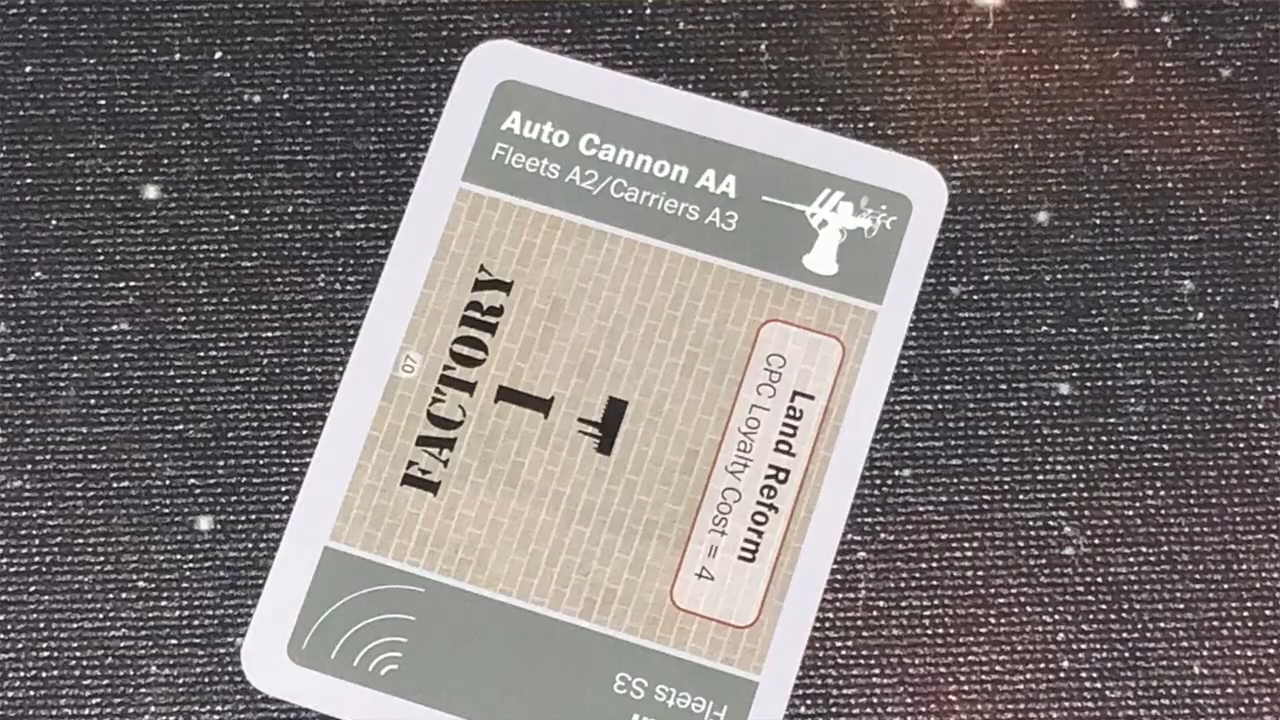 Auto Cannon AA
Fleets A2/Carriers A3
FACTORY
1
07
Land Reform
CPC Loyalty Cost = 4
Fleets S3